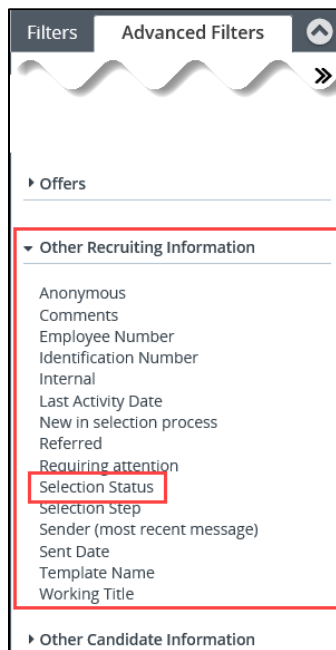 Filters
Advanced Filters
Offers
Other Recruiting Information
Anonymous
Comments
Employee Number
Identification Number
Internal
Last Activity Date
New in selection process
Referred
Requiring attention
Selection Status
Selection Step
Sender (most recent message)
Sent Date
Template Name
Working Title
Other Candidate Information